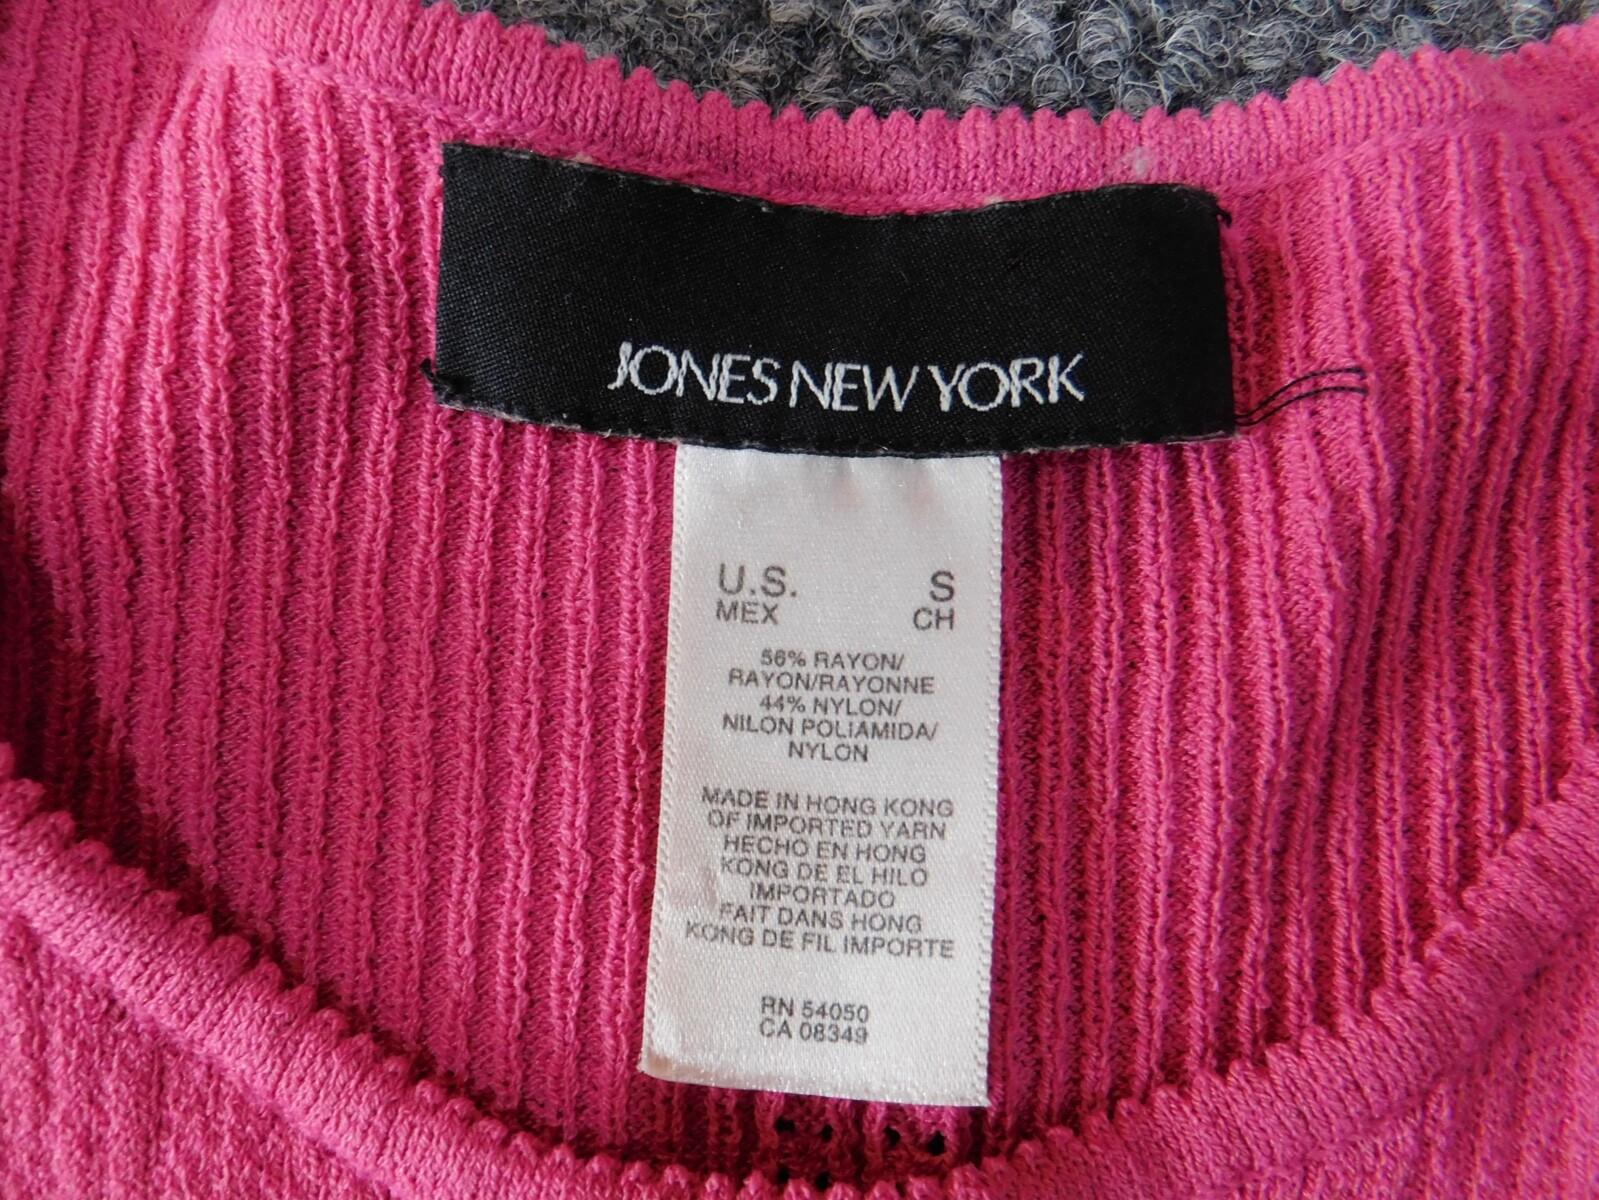 JONES NEW YORK
U.S. S
MEX CH
56% RAYON/
RAYON/RAYONNE
44% NYLON/
NILON POLIAMIDA/
NYLON
MADE IN HONG KONG
OF IMPORTED YARN
HECHO EN HONG
KONG DE EL HILO
IMPORTADO
FAIT DANS HONG
KONG DE FIL IMPORTE
RN 54050
CA 08349